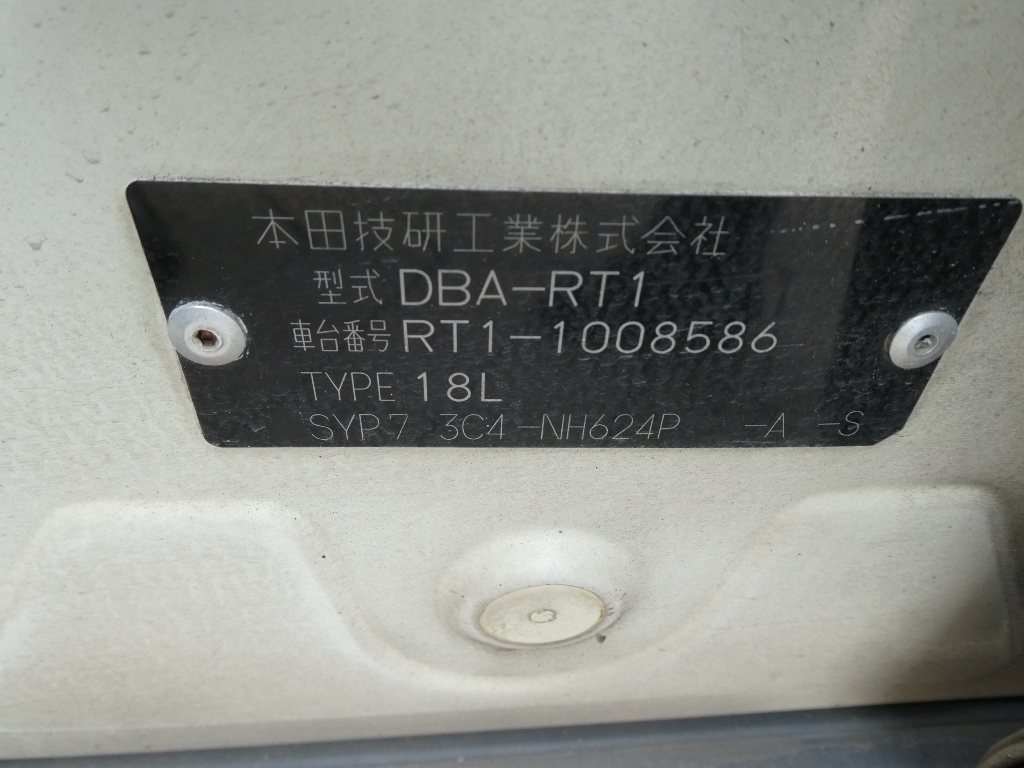 本田技研工業株式会社
型式 DBA-RT1
車台番号 RT1-1008586
TYPE 18L
SYP7 3C4-NH624P -A -S